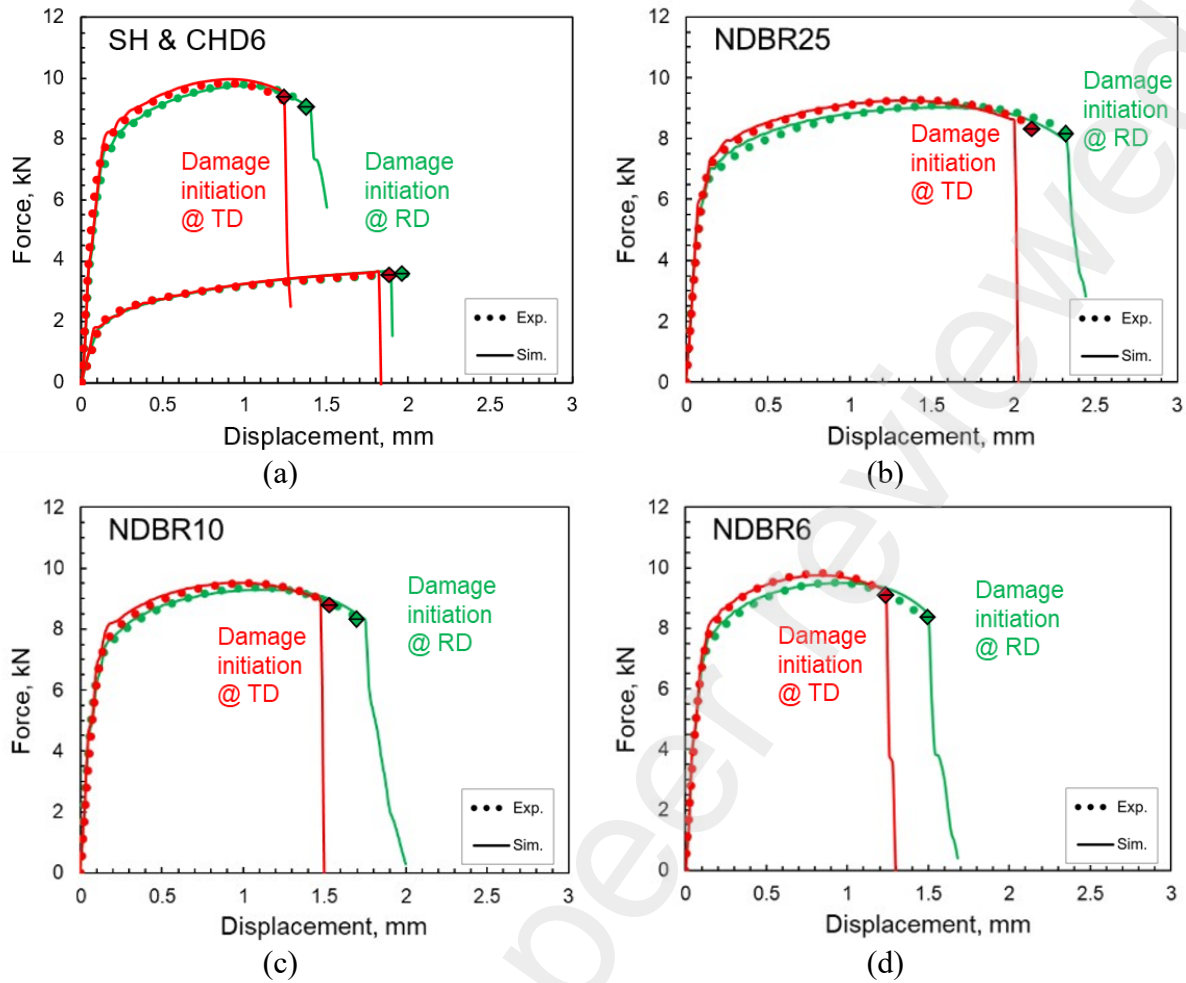 SH & CHD6
12
10
8
6
4
2
0
Force, kN
Damage
initiation
@ TD
Damage
initiation
@ RD
Exp.
Sim.
0
0.5
1
1.5
2
2.5
3
Displacement, mm
(a)
NDBR25
12
10
8
6
4
2
0
Force, kN
Damage
initiation
@ TD
Damage
initiation
@ RD
Exp.
Sim.
0
0.5
1
1.5
2
2.5
3
Displacement, mm
(b)
NDBR10
12
10
8
6
4
2
0
Force, kN
Damage
initiation
@ TD
Damage
initiation
@ RD
Exp.
Sim.
0
0.5
1
1.5
2
2.5
3
Displacement, mm
(c)
NDBR6
12
10
8
6
4
2
0
Force, kN
Damage
initiation
@ TD
Damage
initiation
@ RD
Exp.
Sim.
0
0.5
1
1.5
2
2.5
3
Displacement, mm
(d)
peer reviewed